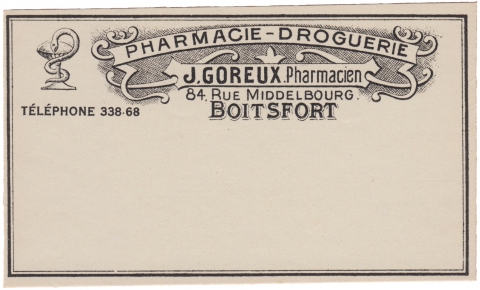 PHARMACIE-DROGUERIE
J. GOREUX. Pharmacien
84, RUE MIDDELBOURG.
BOITSFORT
TÉLÉPHONE 338.68